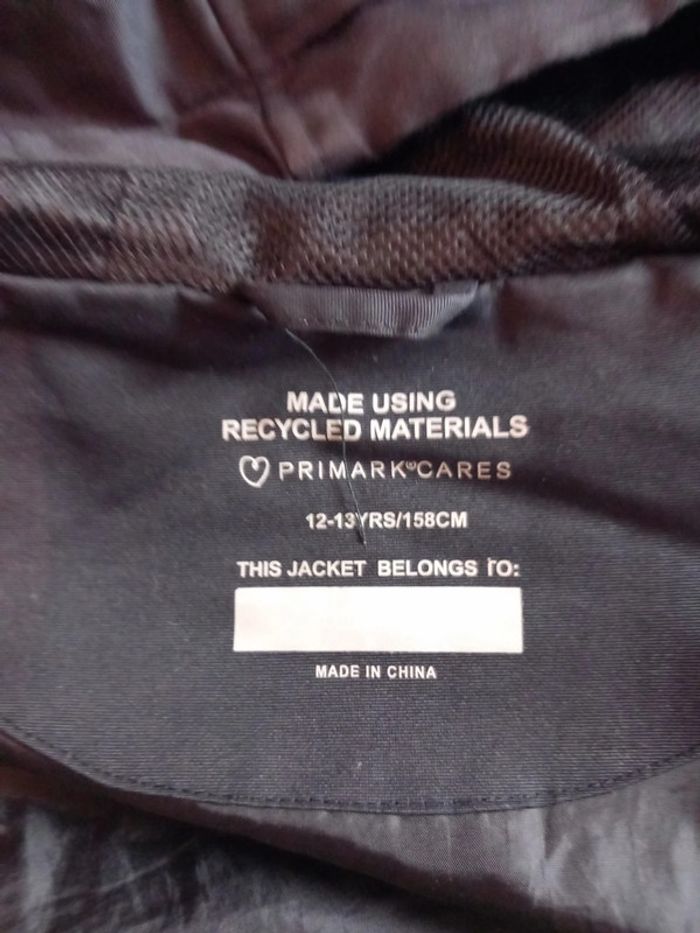 MADE USING
RECYCLED MATERIALS
PRIMARK CARES
12-13YRS/158CM
THIS JACKET BELONGS TO:
MADE IN CHINA